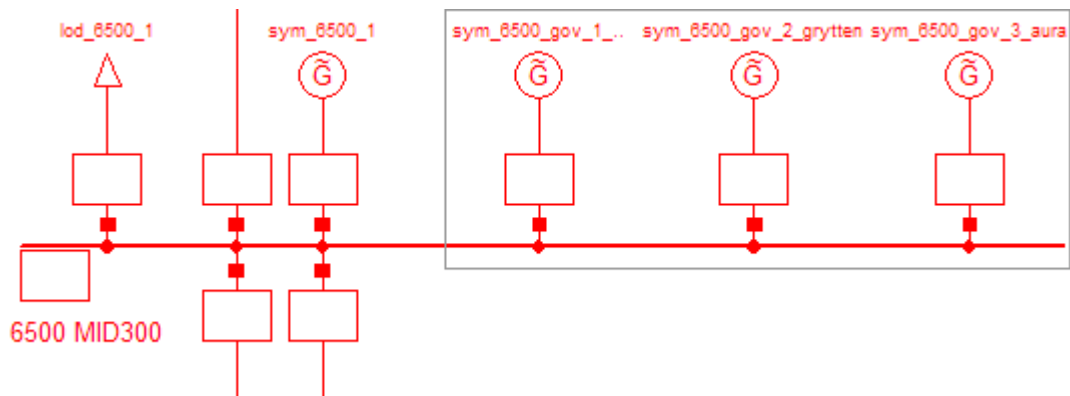 lod_6500_1
sym_6500_1
sym_6500_gov_1_..
sym_6500_gov_2_grytten
sym_6500_gov_3_aura
G̃
G̃
G̃
G̃
6500 MID300